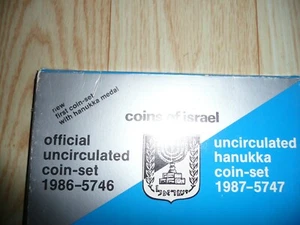 new
first coin-set
with hanukka medal
coins of israel
official
uncirculated
coin-set
1986-5746
uncirculated
hanukka
coin-set
1987-5747
ישראל